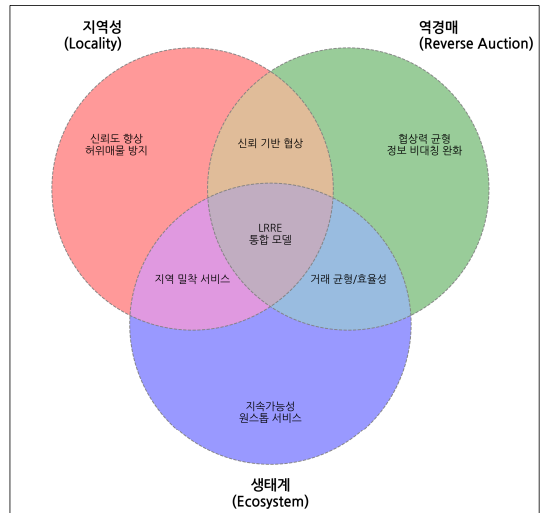 지역성
(Locality)
역경매
(Reverse Auction)
신뢰도 향상
허위매물 방지
신뢰 기반 협상
협상력 균형
정보 비대칭 완화
LRRE
통합 모델
지역 밀착 서비스
거래 균형/효율성
지속가능성
원스톱 서비스
생태계
(Ecosystem)